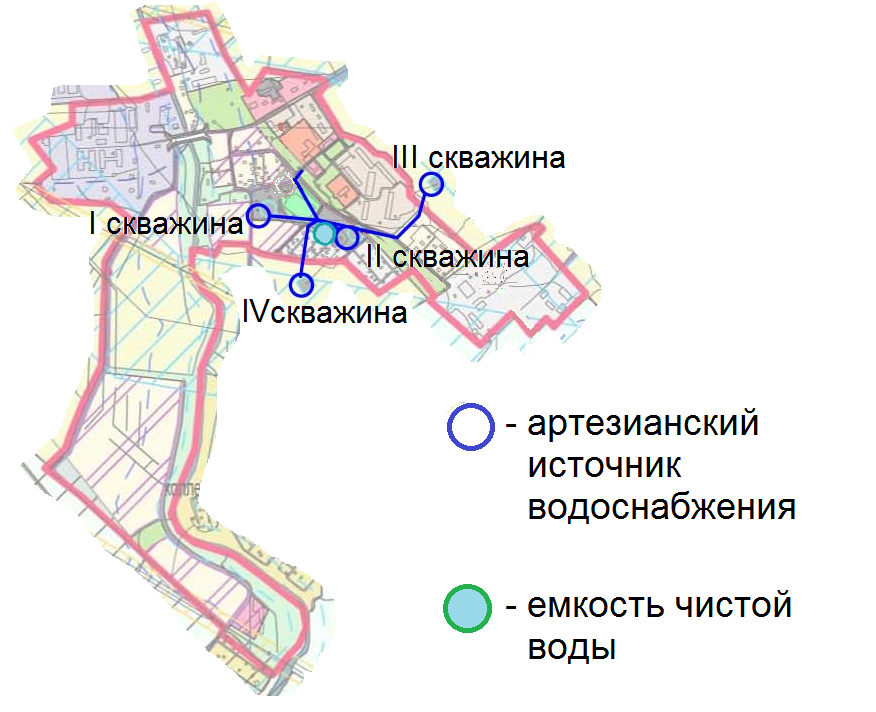 III скважина
I скважина
II скважина
IVскважина
- артезианский
источник
водоснабжения
- емкость чистой
воды